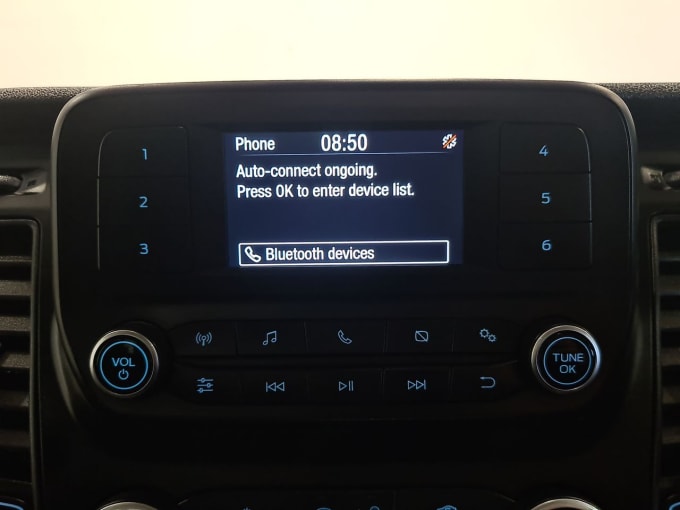 Phone 08:50
Auto-connect ongoing.
Press OK to enter device list.
Bluetooth devices
1
2
3
4
5
6
VOL
TUNE
OK